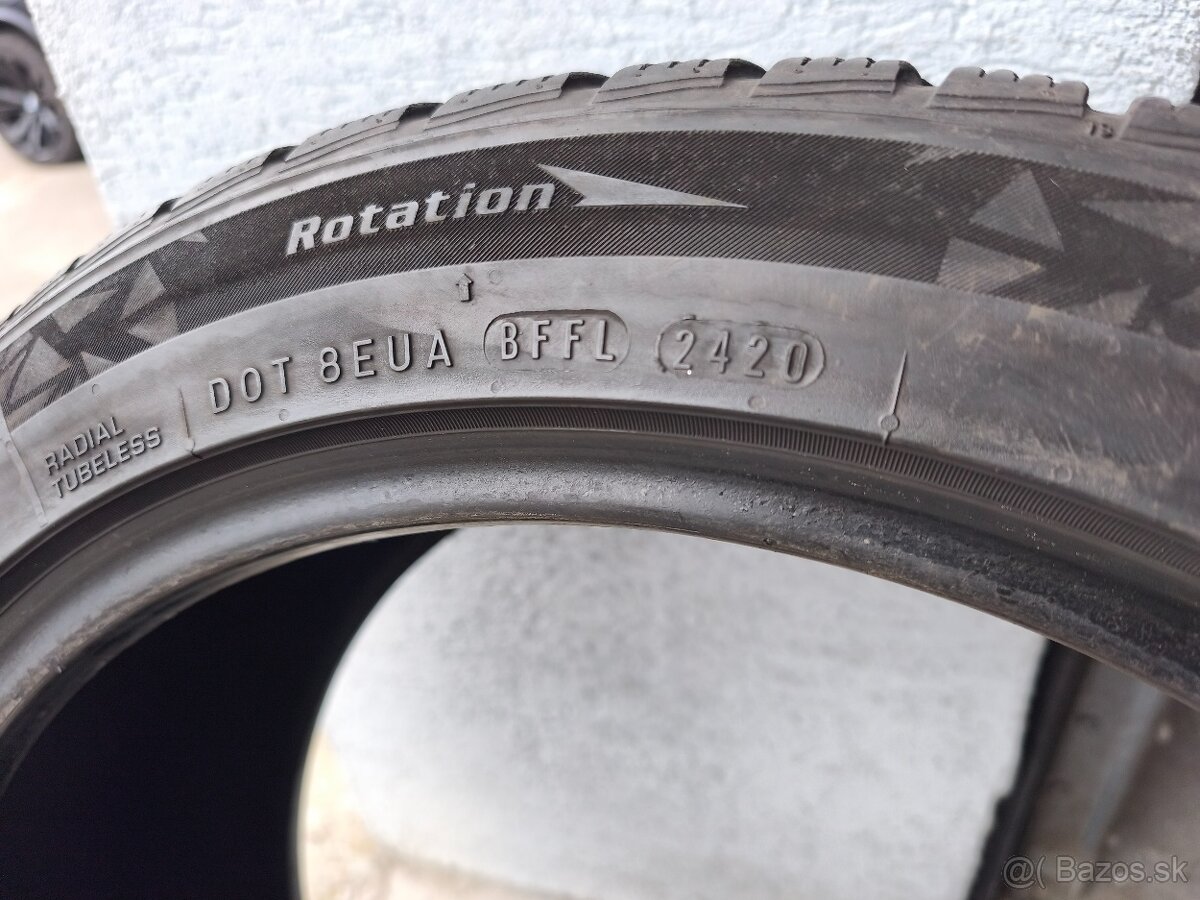 Rotation
DOT 8EUA BFFL 2420
RADIAL
TUBELESS
@( Bazos.sk